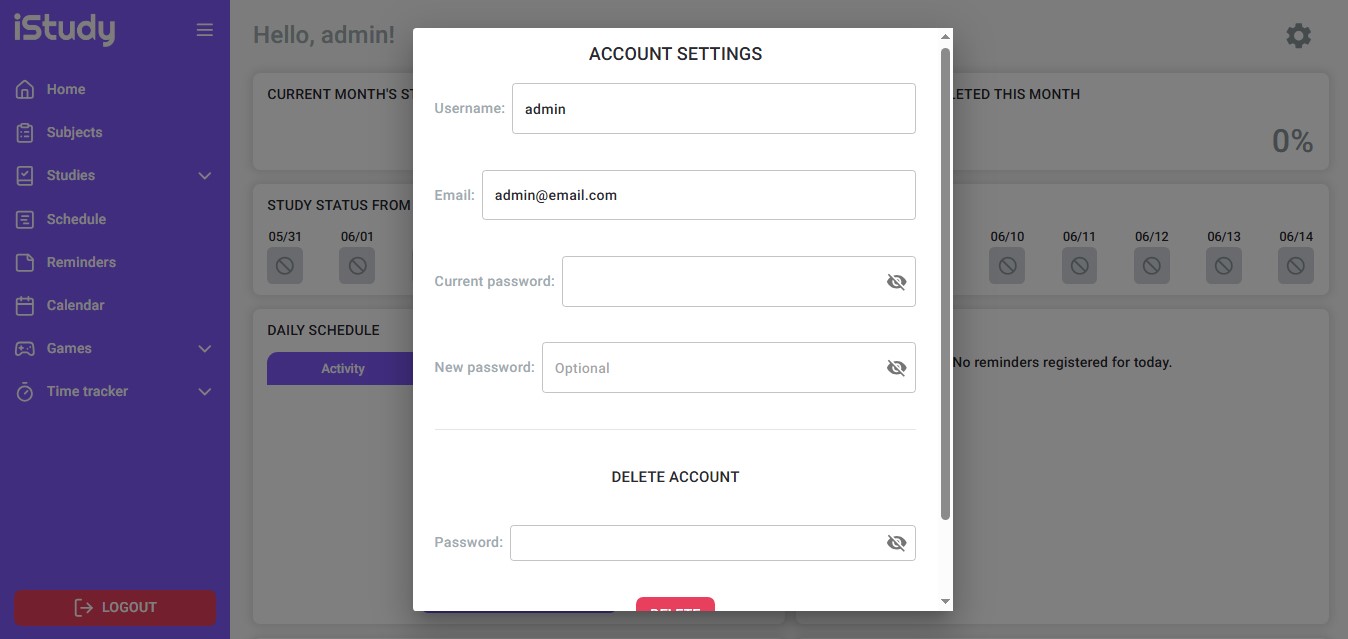 iStudy
Home
Subjects
Studies
Schedule
Reminders
Calendar
Games
Time tracker
LOGOUT
Hello, admin!
CURRENT MONTH'S
LETED THIS MONTH
0%
STUDY STATUS FROM
05/31
06/01
06/10
06/11
06/12
06/13
06/14
DAILY SCHEDULE
Activity
No reminders registered for today.
ACCOUNT SETTINGS
Username: admin
Email: admin@email.com
Current password:
New password: Optional
DELETE ACCOUNT
Password:
DELETE